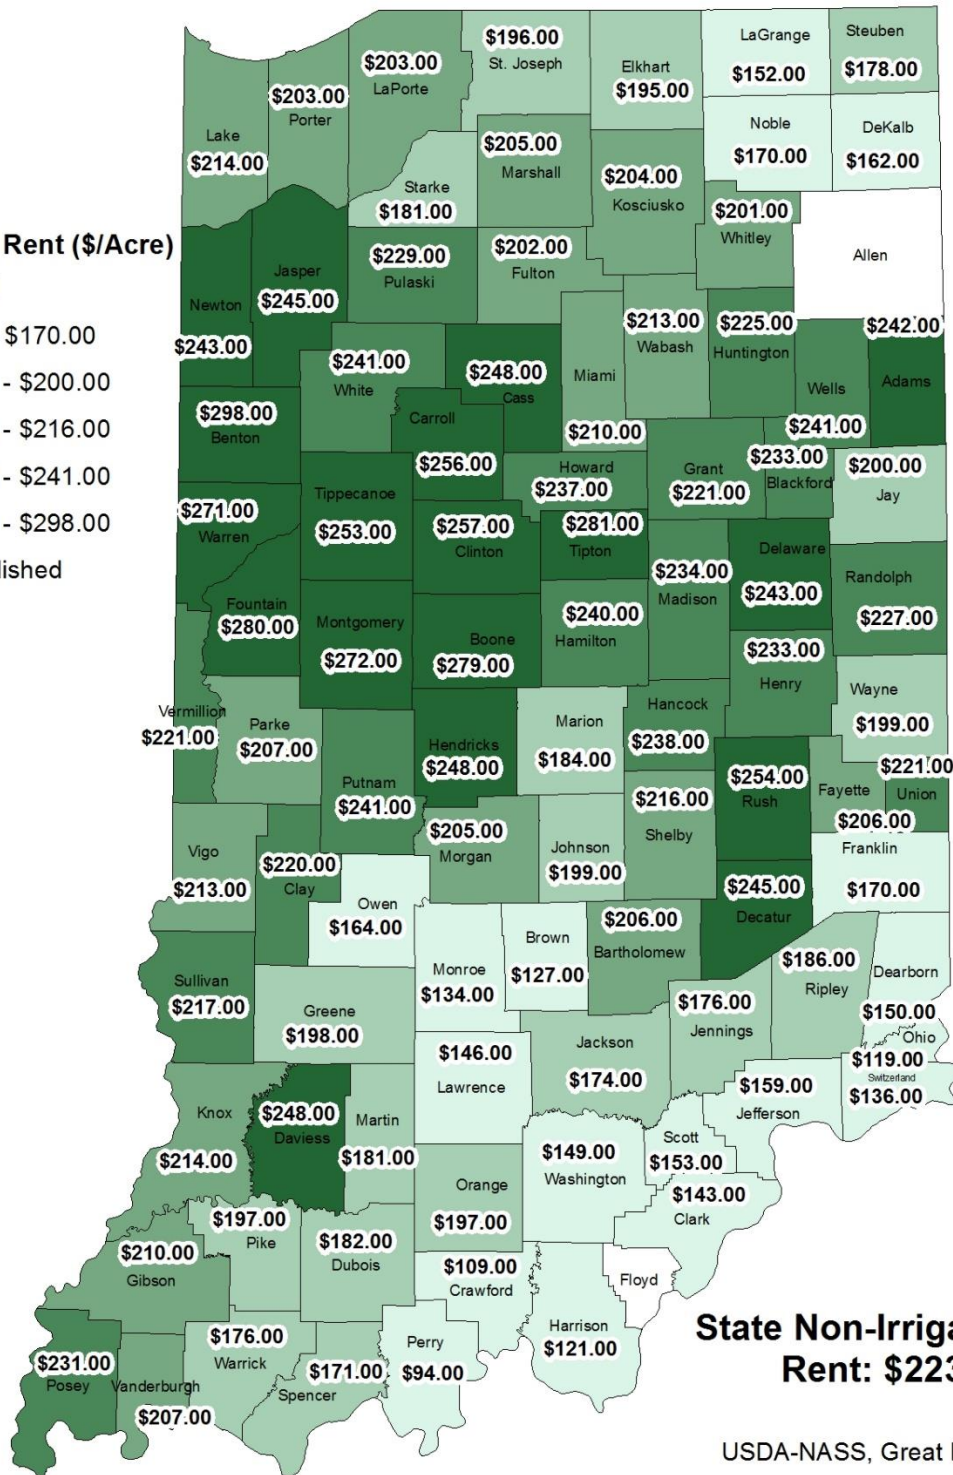 $196.00
St. Joseph
LaGrange
$152.00
Steuben
$178.00
$203.00
LaPorte
Elkhart
$195.00
$203.00
Porter
Lake
$214.00
Noble
$170.00
DeKalb
$162.00
$205.00
Marshall
Starke
$181.00
$204.00
Kosciusko
$201.00
Whitley
Allen
Rent ($/Acre)
$170.00
- $200.00
- $216.00
- $241.00
- $298.00
lished
Jasper
$245.00
Newton
$243.00
$229.00
Pulaski
$202.00
Fulton
$213.00
Wabash
$225.00
Huntington
$242.00
Adams
Wells
$241.00
$241.00
White
$248.00
Cass
Miami
$210.00
$298.00
Benton
Carroll
$256.00
Howard
$237.00
Grant
$221.00
$233.00
Blackford
$200.00
Jay
$271.00
Warren
Tippecanoe
$253.00
$257.00
Clinton
$281.00
Tipton
$234.00
Madison
Delaware
$243.00
Randolph
$227.00
Fountain
$280.00
Montgomery
$272.00
Boone
$279.00
$240.00
Hamilton
$233.00
Henry
Wayne
$199.00
Vermillion
$221.00
Parke
$207.00
Putnam
$241.00
Hendricks
$248.00
Marion
$184.00
Hancock
$238.00
$254.00
Rush
Fayette
$206.00
$221.00
Union
$216.00
Shelby
Vigo
$213.00
$220.00
Clay
$205.00
Morgan
Johnson
$199.00
Franklin
$170.00
Owen
$164.00
$245.00
Decatur
Monroe
$134.00
Brown
$127.00
$206.00
Bartholomew
$186.00
Ripley
Dearborn
$150.00
Sullivan
$217.00
Greene
$198.00
$176.00
Jennings
Ohio
$119.00
Switzerland
$136.00
$146.00
Lawrence
Jackson
$174.00
$159.00
Jefferson
Knox
$214.00
$248.00
Daviess
Martin
$181.00
$149.00
Washington
Scott
$153.00
$143.00
Clark
Orange
$197.00
$197.00
Pike
$182.00
Dubois
$210.00
Gibson
$109.00
Crawford
Floyd
Harrison
$121.00
$231.00
Posey
Vanderburgh
$207.00
$176.00
Warrick
$171.00
Spencer
Perry
$94.00
State Non-Irriga
Rent: $223
USDA-NASS, Great